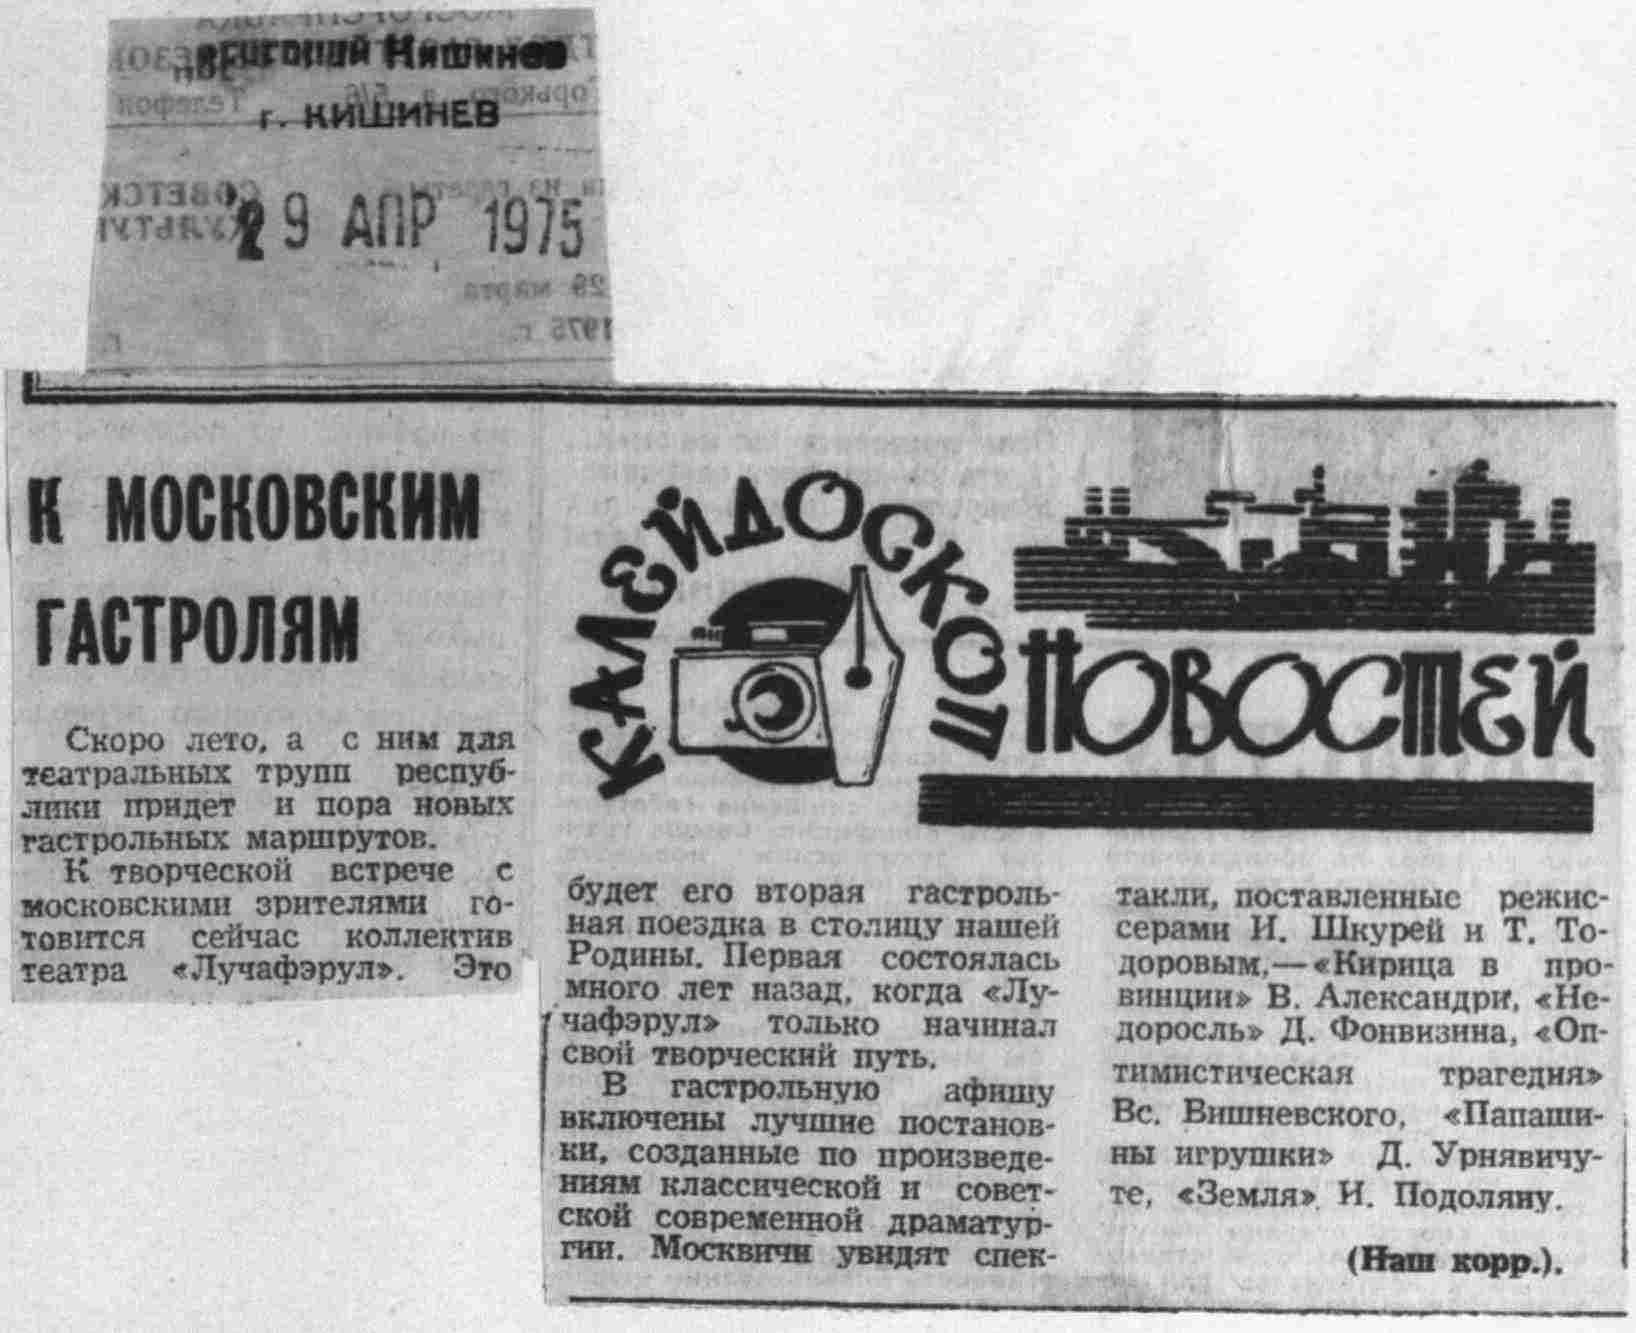 Вечерний Кишинев
г. КИШИНЕВ
29 АПР 1975
К МОСКОВСКИМ
ГАСТРОЛЯМ
КАЛЕЙДОСКОП
НОВОСТЕЙ
Скоро лето, а с ним для
театральных трупп респуб-
лики придет и пора новых
гастрольных маршрутов.
К творческой встрече с
московскими зрителями го-
товится сейчас коллектив
театра «Лучафэрул». Это
будет его вторая гастроль-
ная поездка в столицу нашей
Родины. Первая состоялась
много лет назад, когда «Лу-
чафэрул» только начинал
свой творческий путь.
В гастрольную афишу
включены лучшие постанов-
ки, созданные по произведе-
ниям классической и совет-
ской современной драматур-
гии. Москвичи увидят спек-
такли, поставленные режис-
серами И. Шкурей и Т. То-
доровым,—«Кирица в про-
винции» В. Александри, «Не-
доросль» Д. Фонвизина, «Оп-
тимистическая трагедия»
Вс. Вишневского, «Папаши-
ны игрушки» Д. Урнявичу-
те, «Земля» И. Подоляну.
(Наш корр.).